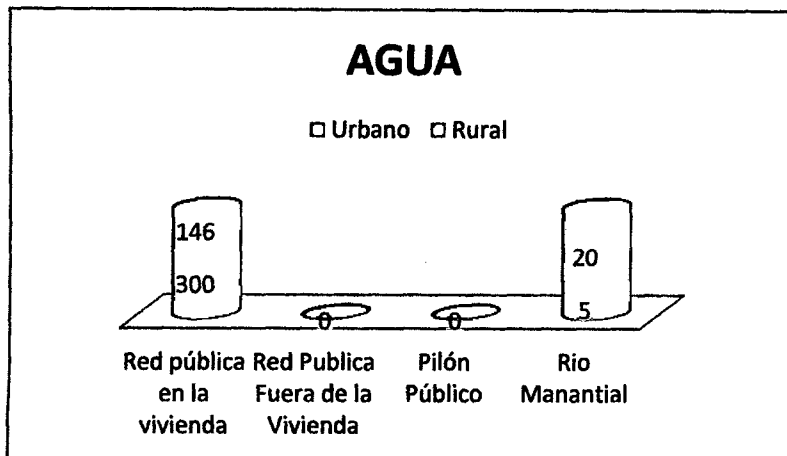 AGUA
Urbano Rural
146
300
0
0
20
5
Red pública en la vivienda
Red Publica Fuera de la Vivienda
Pilón Público
Rio Manantial